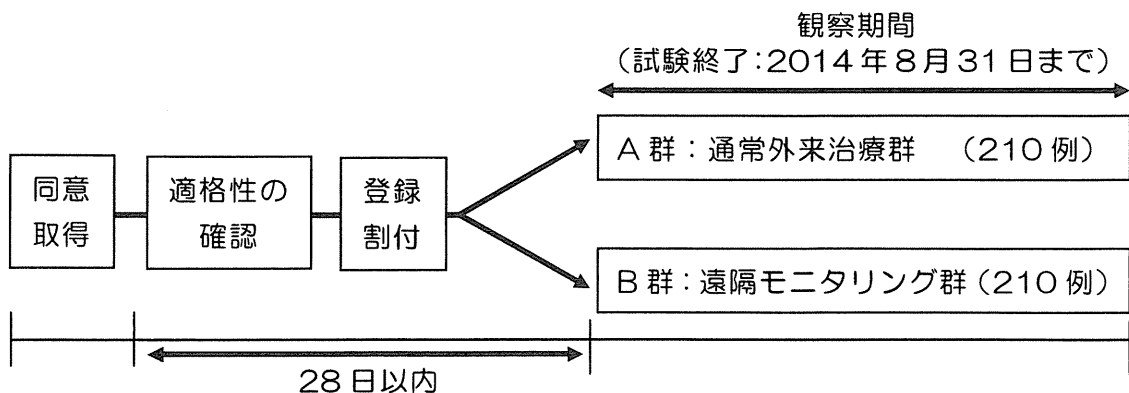 観察期間
（試験終了：2014年8月31日まで）
同意
取得
適格性の
確認
登録
割付
A群：通常外来治療群　（210例）
B群：遠隔モニタリング群（210例）
28日以内